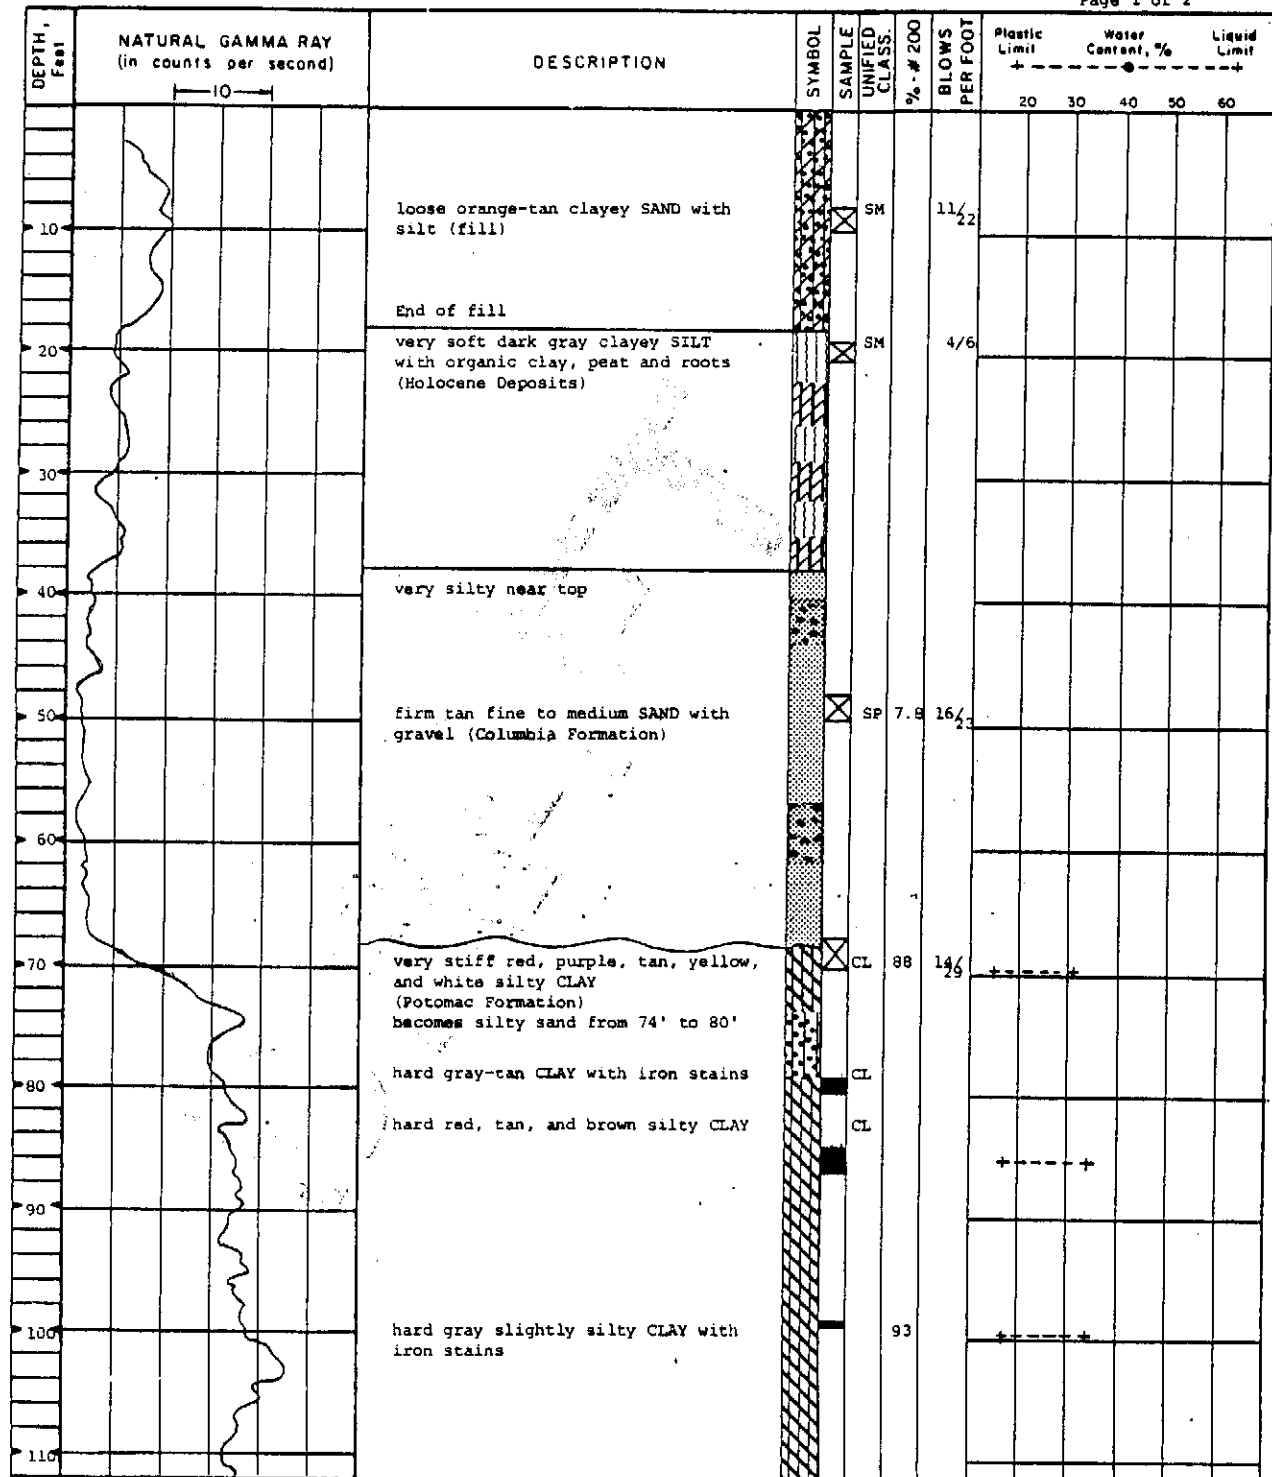 Page 1 of 2
DEPTH, Feet
NATURAL GAMMA RAY
(in counts per second)
10
DESCRIPTION
SYMBOL
SAMPLE
UNIFIED CLASS.
%-#200
BLOWS PER FOOT
Plastic Limit
Water Content, %
Liquid Limit
20 30 40 50 60
10
loose orange-tan clayey SAND with
silt (fill)
SM
11/22
End of fill
20
very soft dark gray clayey SILT
with organic clay, peat and roots
(Holocene Deposits)
SM
4/6
30
40
very silty near top
50
firm tan fine to medium SAND with
gravel (Columbia Formation)
SP 7.8 16/23
60
70
very stiff red, purple, tan, yellow,
and white silty CLAY
(Potomac Formation)
becomes silty sand from 74' to 80'
CL 88 14/29
80
hard gray-tan CLAY with iron stains
CL
hard red, tan, and brown silty CLAY
CL
90
100
hard gray slightly silty CLAY with
iron stains
93
110